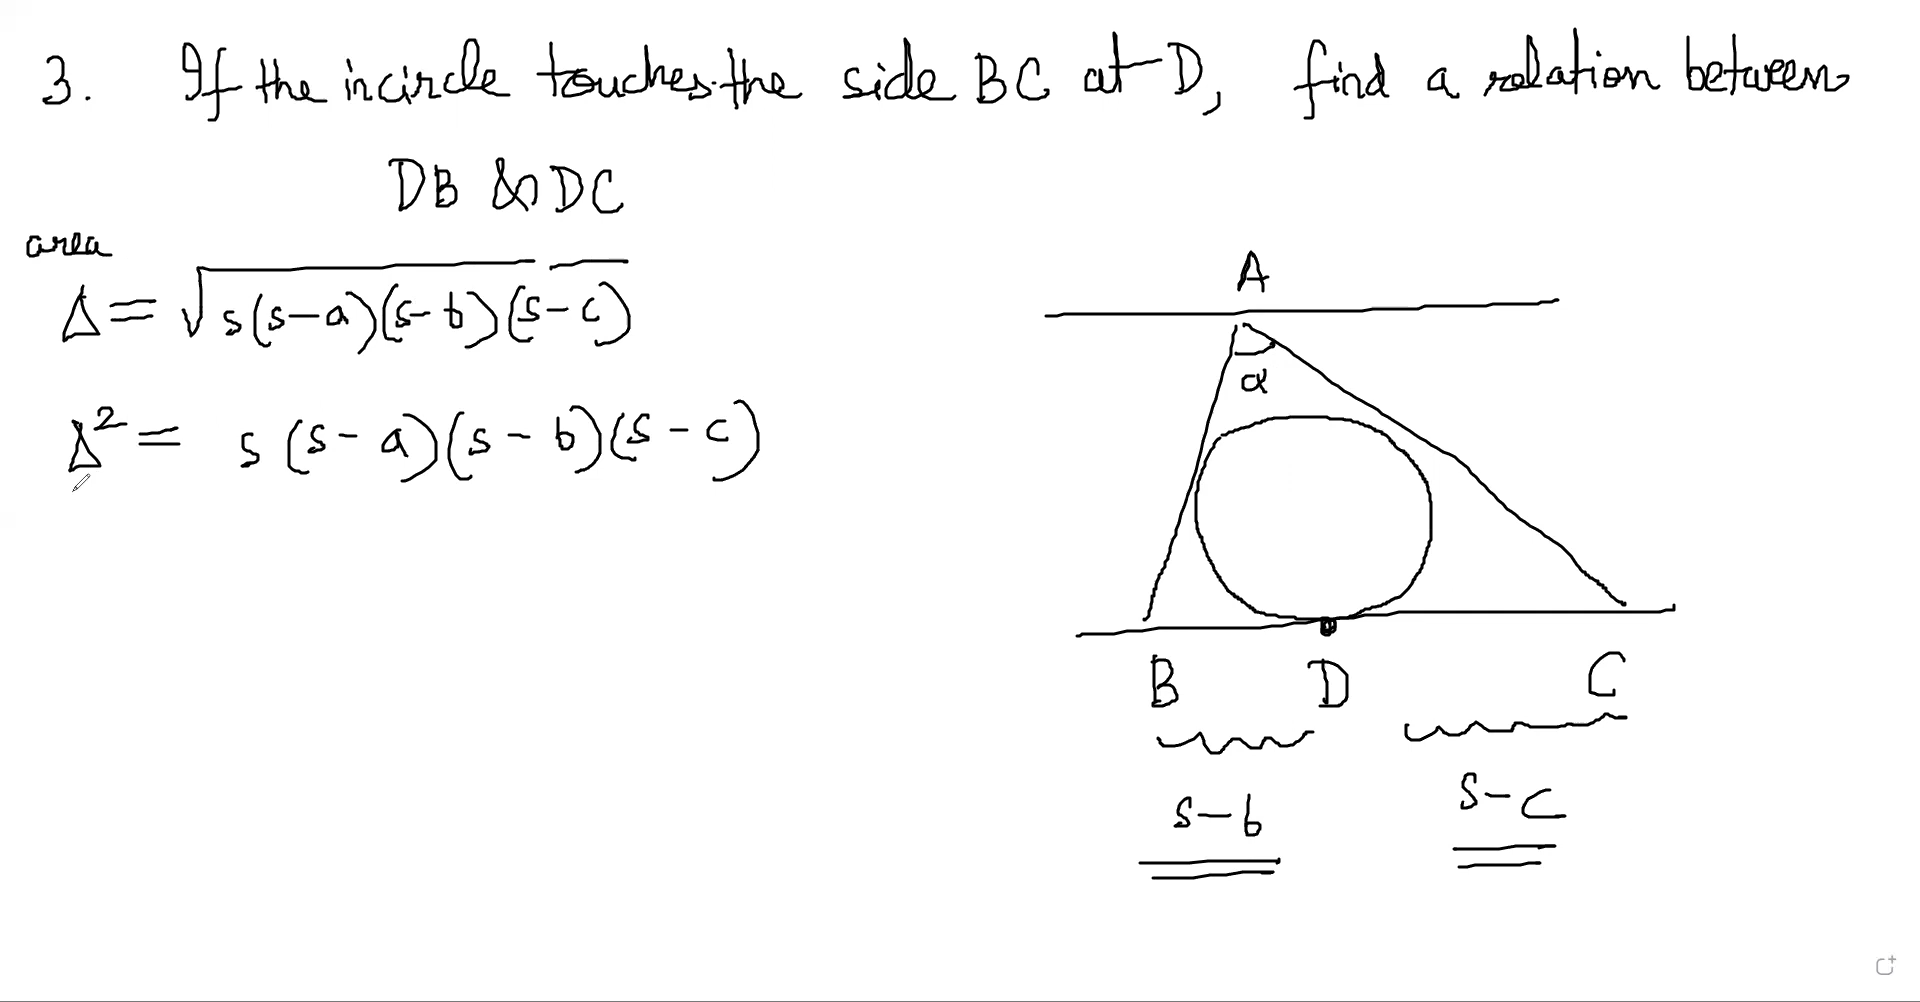 3. If the incircle touches the side BC at D, find a relation between
DB & DC
area
Δ = √s(s-a)(s-b)(s-c)
Δ² = s(s-a)(s-b)(s-c)
A
α
B D C
s-b
s-c